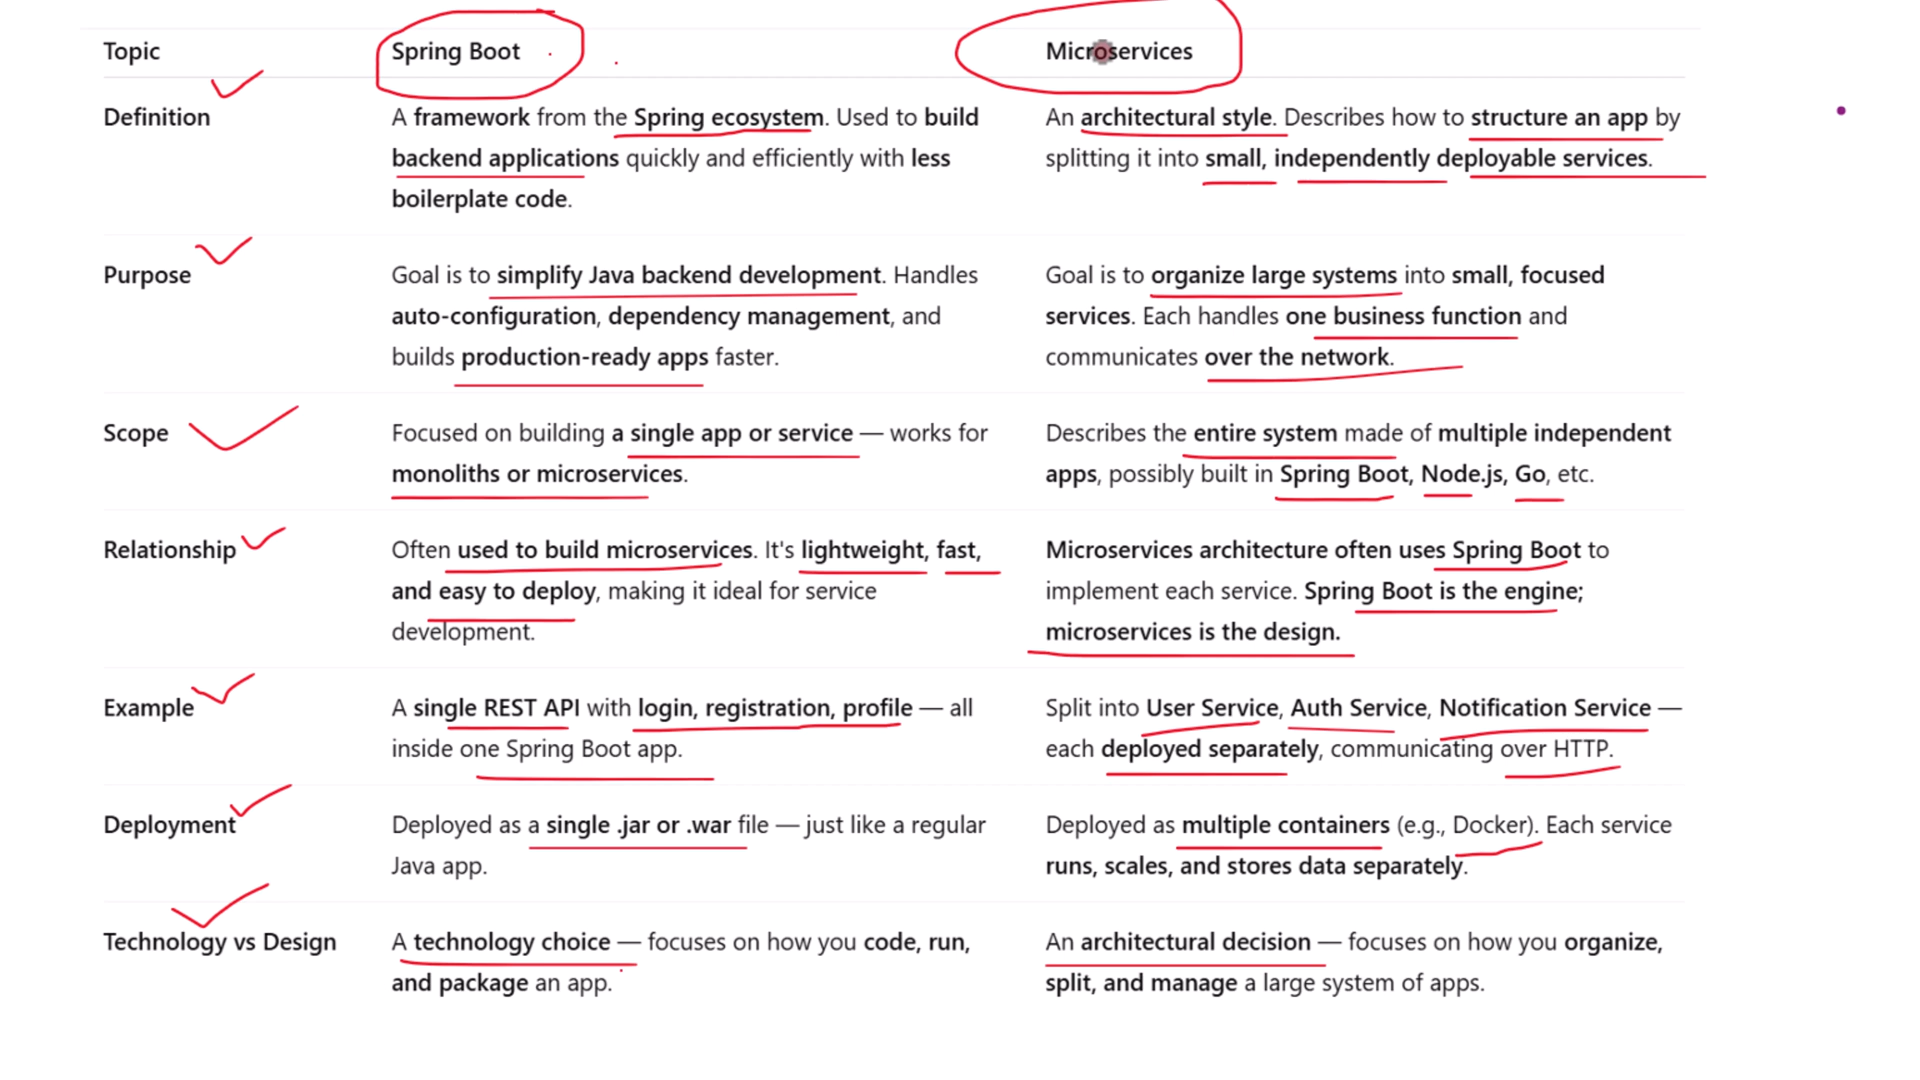 Topic Spring Boot Microservices
Definition
A framework from the Spring ecosystem. Used to build
backend applications quickly and efficiently with less
boilerplate code.
An architectural style. Describes how to structure an app by
splitting it into small, independently deployable services.
Purpose
Goal is to simplify Java backend development. Handles
auto-configuration, dependency management, and
builds production-ready apps faster.
Goal is to organize large systems into small, focused
services. Each handles one business function and
communicates over the network.
Scope
Focused on building a single app or service — works for
monoliths or microservices.
Describes the entire system made of multiple independent
apps, possibly built in Spring Boot, Node.js, Go, etc.
Relationship
Often used to build microservices. It's lightweight, fast,
and easy to deploy, making it ideal for service
development.
Microservices architecture often uses Spring Boot to
implement each service. Spring Boot is the engine;
microservices is the design.
Example
A single REST API with login, registration, profile — all
inside one Spring Boot app.
Split into User Service, Auth Service, Notification Service —
each deployed separately, communicating over HTTP.
Deployment
Deployed as a single .jar or .war file — just like a regular
Java app.
Deployed as multiple containers (e.g., Docker). Each service
runs, scales, and stores data separately.
Technology vs Design
A technology choice — focuses on how you code, run,
and package an app.
An architectural decision — focuses on how you organize,
split, and manage a large system of apps.